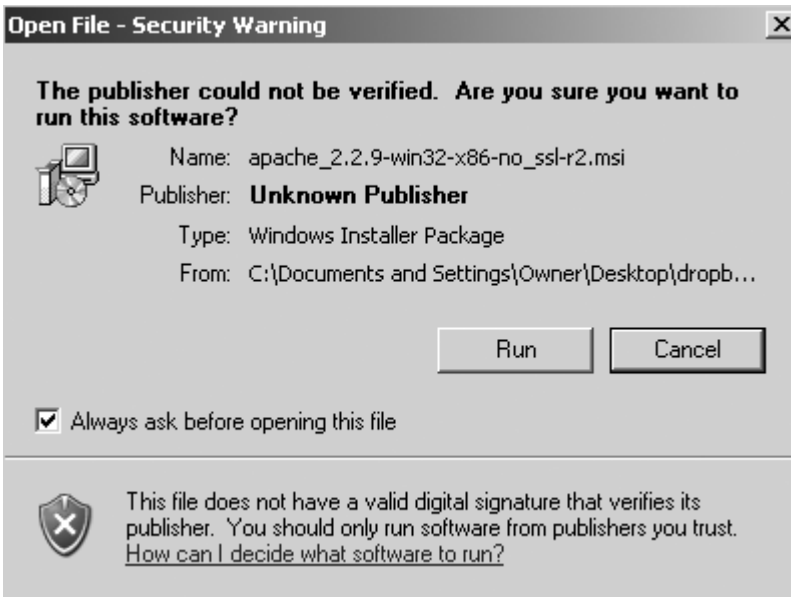 Open File - Security Warning
The publisher could not be verified. Are you sure you want to
run this software?
Name: apache_2.2.9-win32-x86-no_ssl-r2.msi
Publisher: Unknown Publisher
Type: Windows Installer Package
From: C:\Documents and Settings\Owner\Desktop\dropb...
Run Cancel
Always ask before opening this file
This file does not have a valid digital signature that verifies its
publisher. You should only run software from publishers you trust.
How can I decide what software to run?